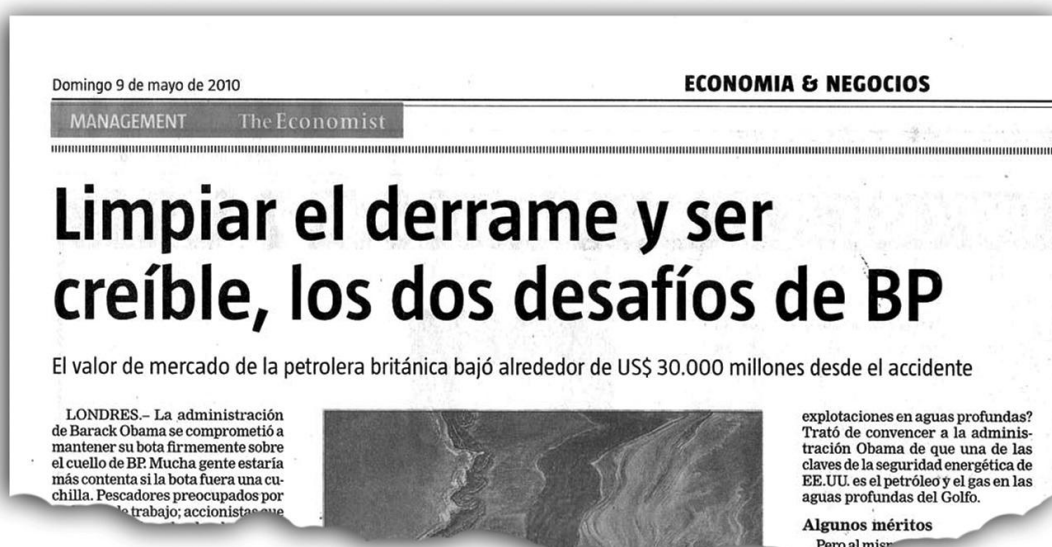 Domingo 9 de mayo de 2010
ECONOMIA & NEGOCIOS
MANAGEMENT The Economist
Limpiar el derrame y ser
creíble, los dos desafíos de BP
El valor de mercado de la petrolera británica bajó alrededor de US$ 30.000 millones desde el accidente
LONDRES.– La administración
de Barack Obama se comprometió a
mantener su bota firmemente sobre
el cuello de BP. Mucha gente estaría
más contenta si la bota fuera una cu-
chilla. Pescadores preocupados por
trabajo; accionistas que
explotaciones en aguas profundas?
Trató de convencer a la adminis-
tración Obama de que una de las
claves de la seguridad energética de
EE.UU. es el petróleo y el gas en las
aguas profundas del Golfo.
Algunos méritos
Pero al